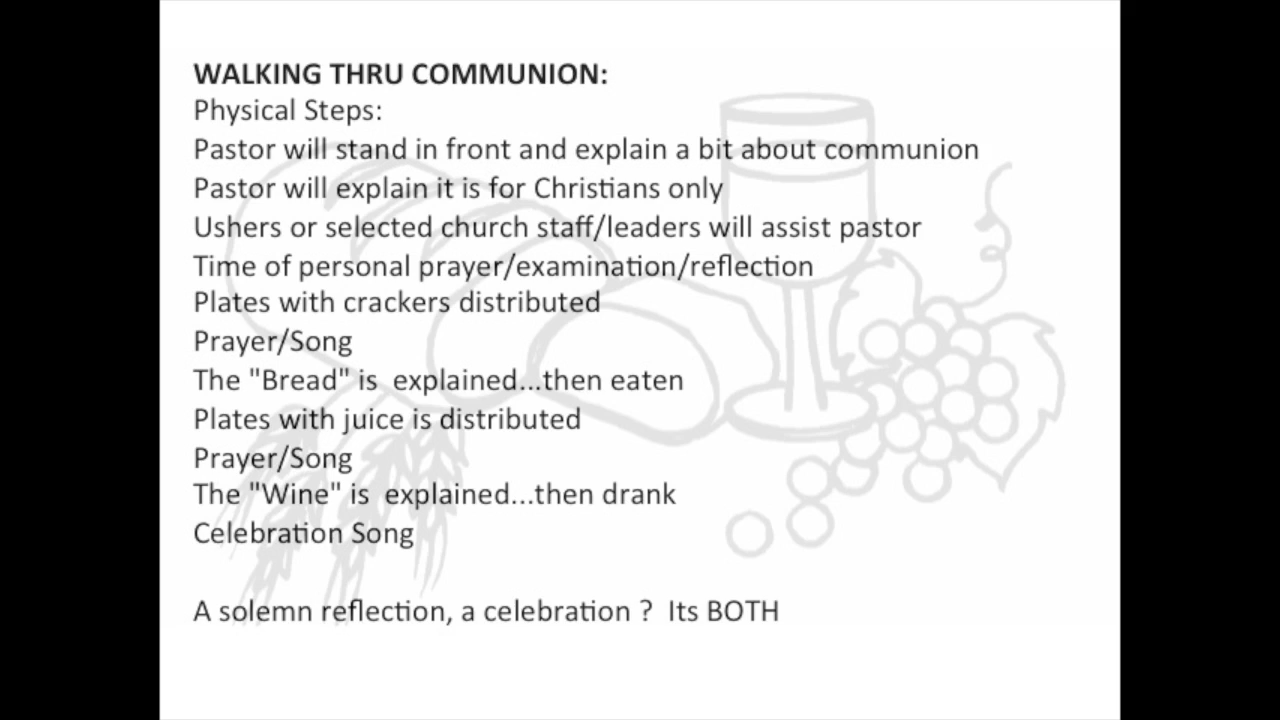 WALKING THRU COMMUNION:
Physical Steps:
Pastor will stand in front and explain a bit about communion
Pastor will explain it is for Christians only
Ushers or selected church staff/leaders will assist pastor
Time of personal prayer/examination/reflection
Plates with crackers distributed
Prayer/Song
The "Bread" is  explained...then eaten
Plates with juice is distributed
Prayer/Song
The "Wine" is  explained...then drank
Celebration Song
A solemn reflection, a celebration ?  Its BOTH